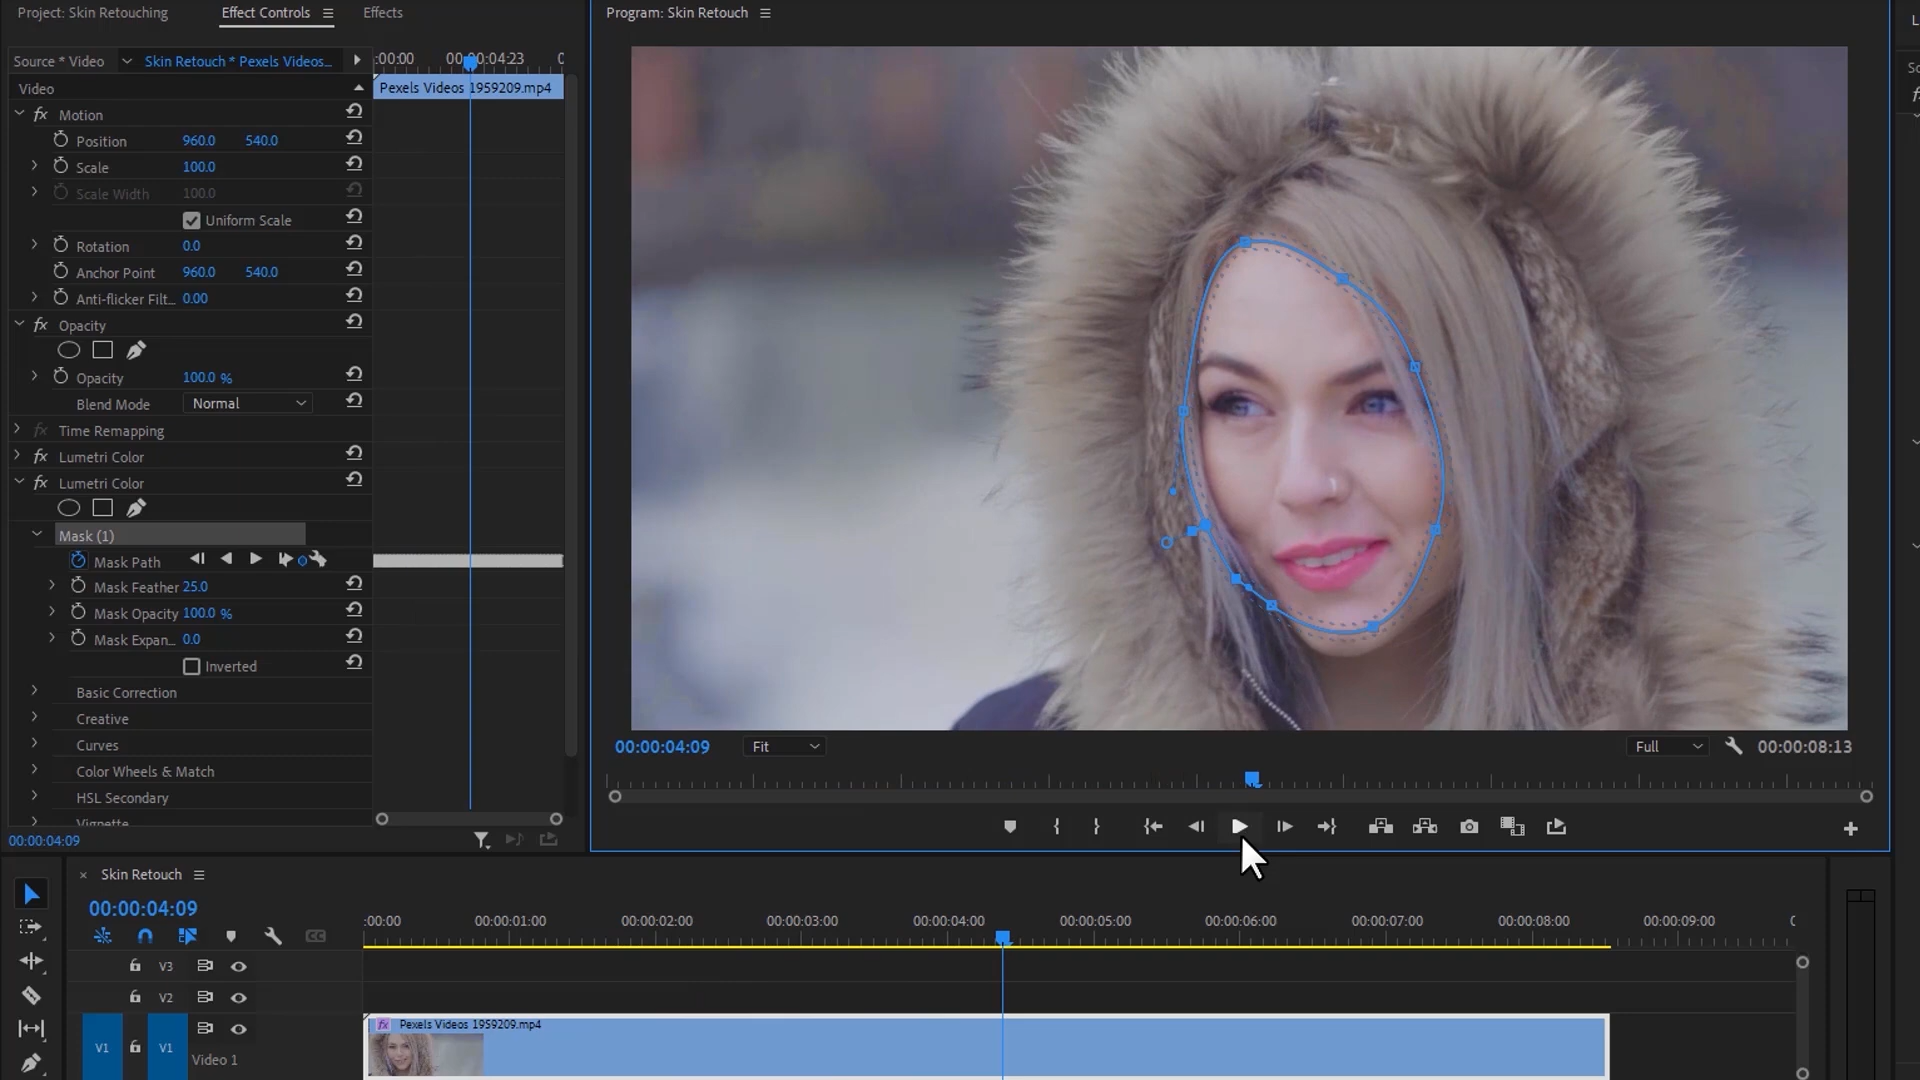 Project: Skin Retouching
Effect Controls
Effects
Source * Video
Skin Retouch * Pexels Videos...
:00:00
00:00:04:23
0
Video
Pexels Videos 1959209.mp4
fx Motion
Position 960.0 540.0
Scale 100.0
Scale Width 100.0
Uniform Scale
Rotation 0.0
Anchor Point 960.0 540.0
Anti-flicker Filt... 0.00
fx Opacity
Opacity 100.0 %
Blend Mode Normal
fx Time Remapping
fx Lumetri Color
fx Lumetri Color
Mask (1)
Mask Path
Mask Feather 25.0
Mask Opacity 100.0 %
Mask Expan... 0.0
Inverted
Basic Correction
Creative
Curves
Color Wheels & Match
HSL Secondary
Vignette
00:00:04:09
Program: Skin Retouch
00:00:04:09
Fit
Full
00:00:08:13
L
Sc
× Skin Retouch
00:00:04:09
CC
:00:00 00:00:01:00 00:00:02:00 00:00:03:00 00:00:04:00 00:00:05:00 00:00:06:00 00:00:07:00 00:00:08:00 00:00:09:00
V3
V2
V1 V1 Video 1
fx Pexels Videos 1959209.mp4